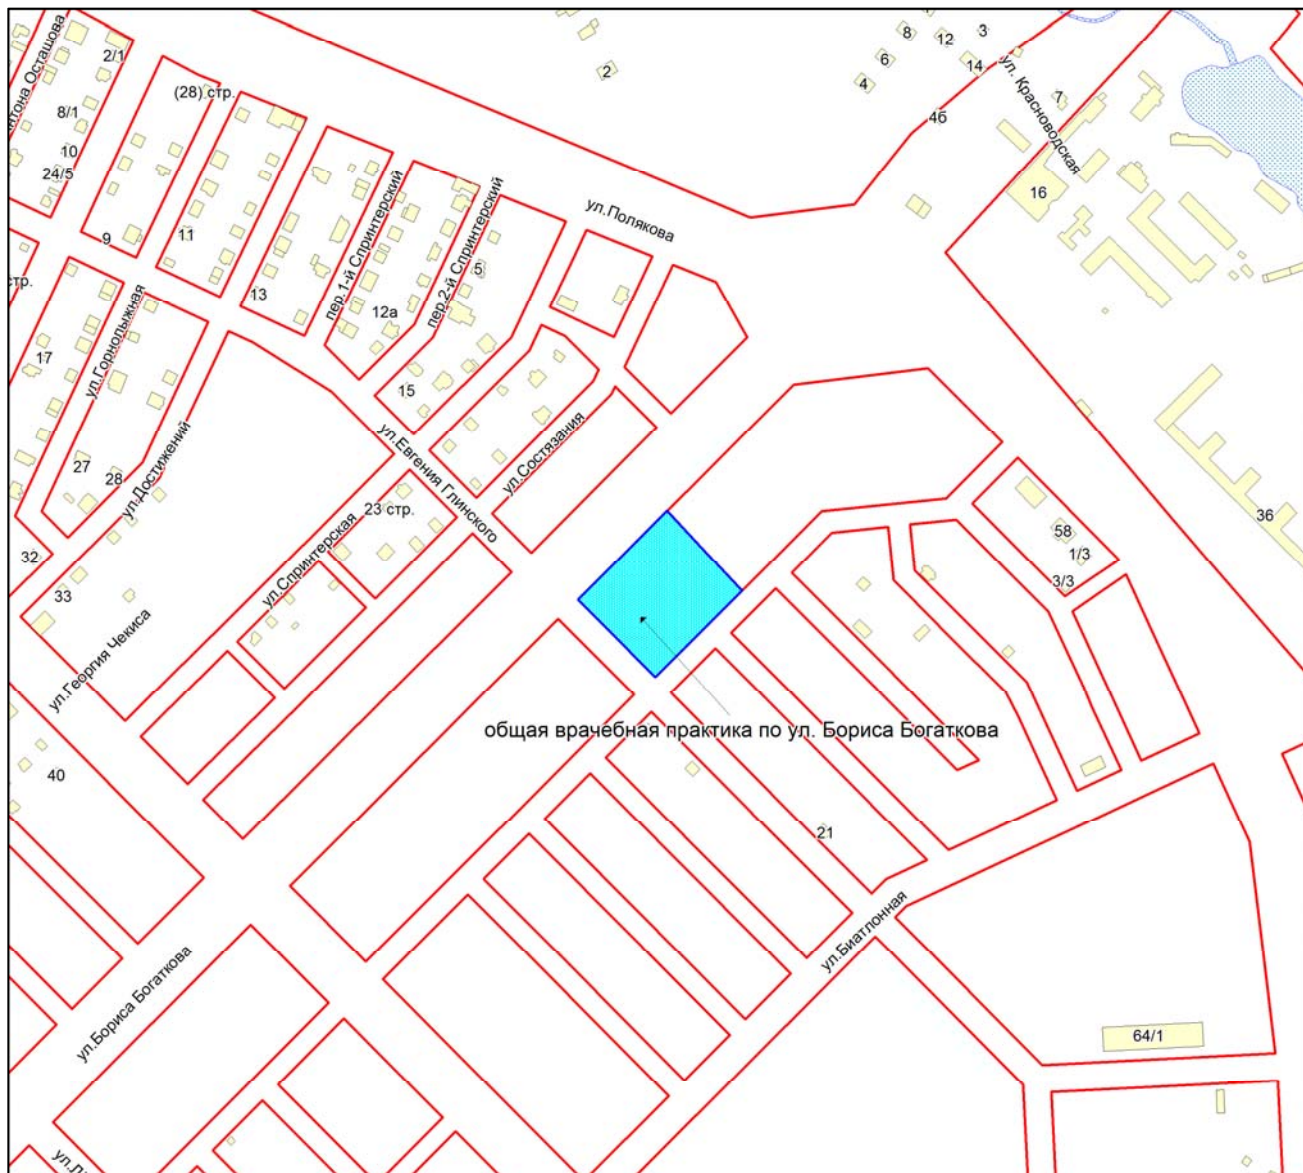 нтона Осташова
2/1
(28) стр.
8/1
10
24/5
9
11
13
стр.
17
27
28
32
33
40
ул.Горнолыжная
ул.Достижений
ул.Георгия Чекиса
пер.1-й Спринтерский
12а
пер.2-й Спринтерский
5
15
ул.Полякова
ул.Евгения Глинского
ул.Состязания
23 стр.
ул.Спринтерская
2
8
12
3
6
4
14
7
4б
ул. Красноводская
16
36
58
1/3
3/3
общая врачебная практика по ул. Бориса Богаткова
21
ул.Биатлонная
ул.Бориса Богаткова
64/1